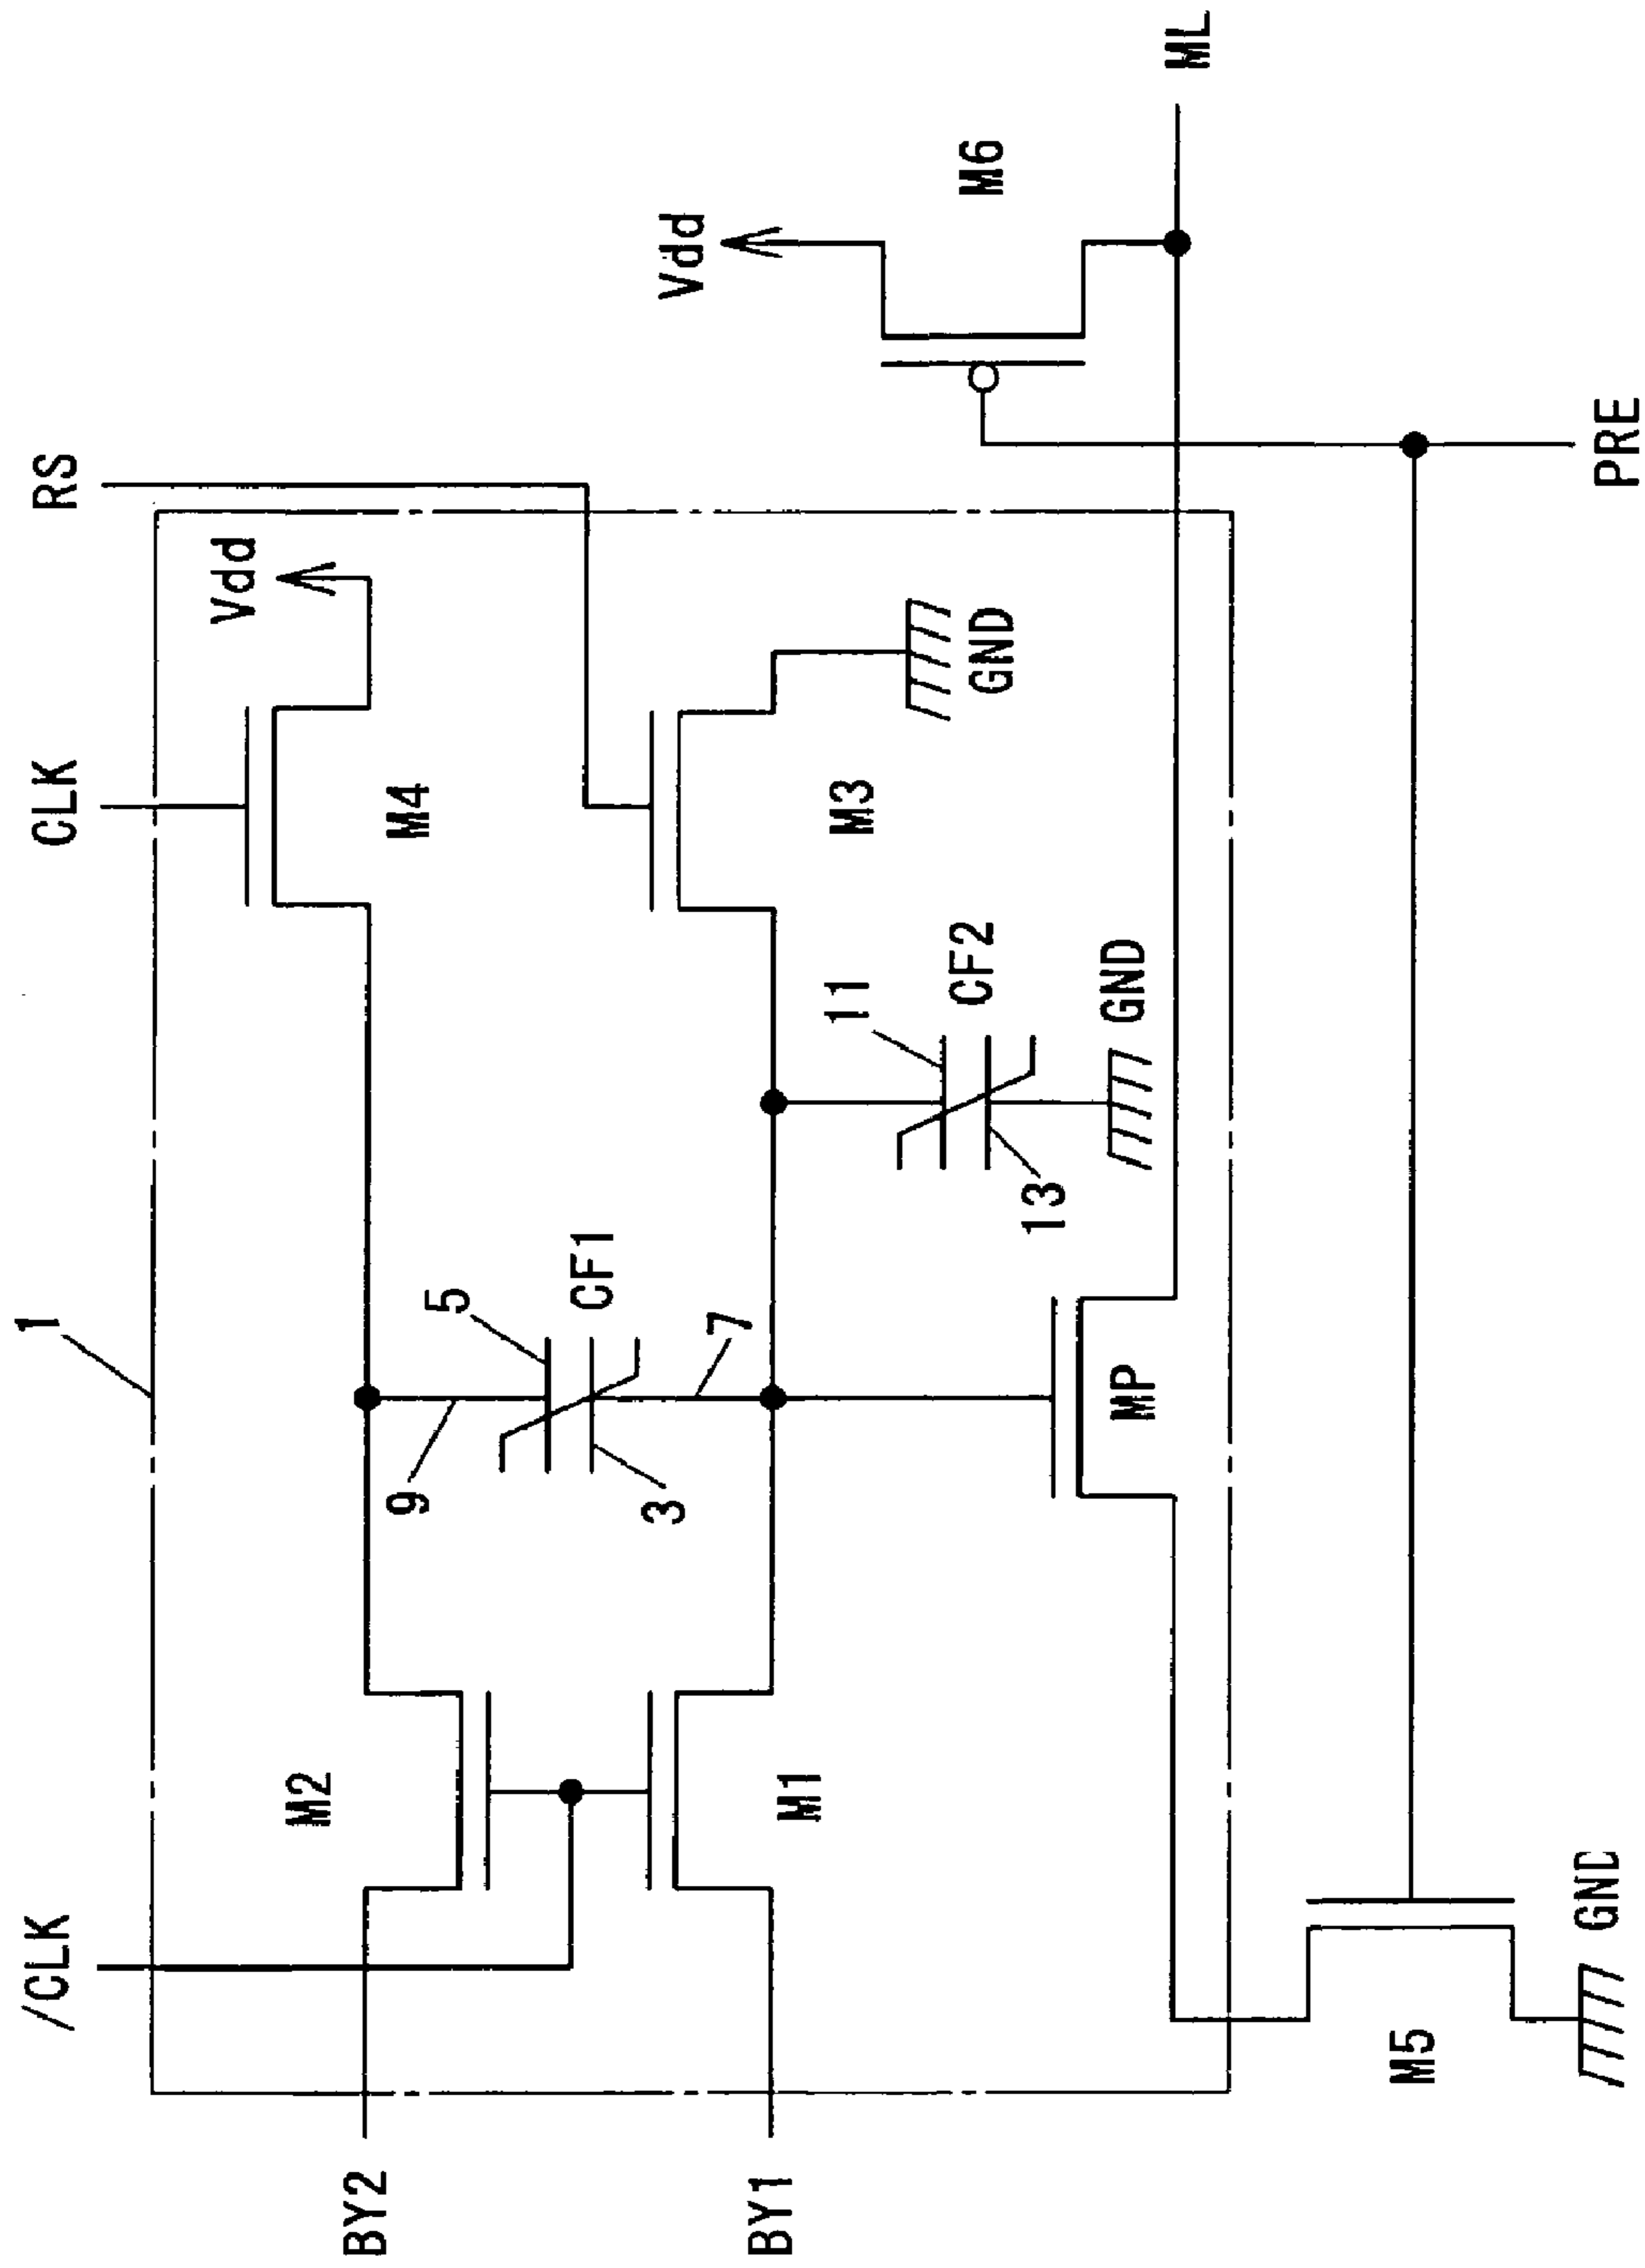 /CLK
1
CLK
RS
BY2
M2
9
5
M4
Vdd
CF1
3
7
BY1
M1
M3
11
CF2
13
GND
GND
MP
Vdd
M6
ML
M5
GND
PRE